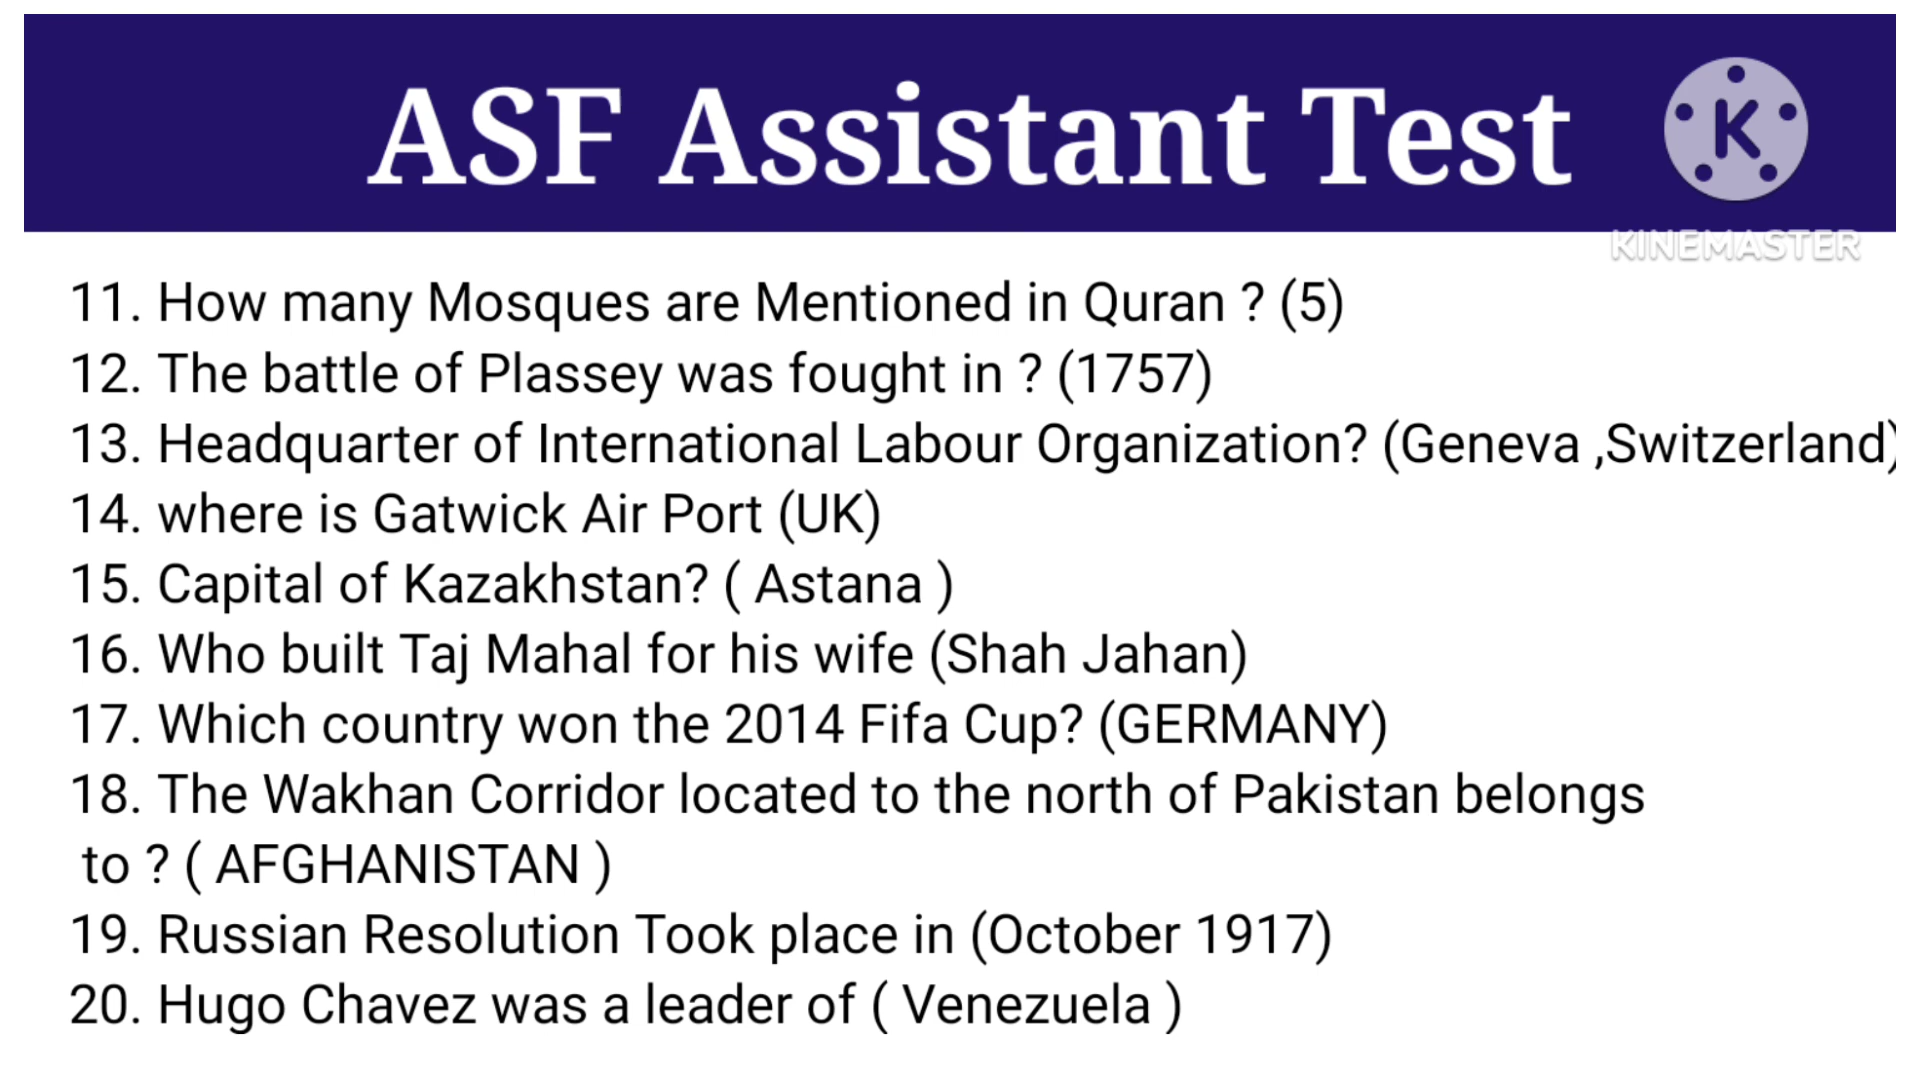 ASF Assistant Test
K
KINEMASTER
11. How many Mosques are Mentioned in Quran ? (5)
12. The battle of Plassey was fought in ? (1757)
13. Headquarter of International Labour Organization? (Geneva ,Switzerland)
14. where is Gatwick Air Port (UK)
15. Capital of Kazakhstan? ( Astana )
16. Who built Taj Mahal for his wife (Shah Jahan)
17. Which country won the 2014 Fifa Cup? (GERMANY)
18. The Wakhan Corridor located to the north of Pakistan belongs
to ? ( AFGHANISTAN )
19. Russian Resolution Took place in (October 1917)
20. Hugo Chavez was a leader of ( Venezuela )